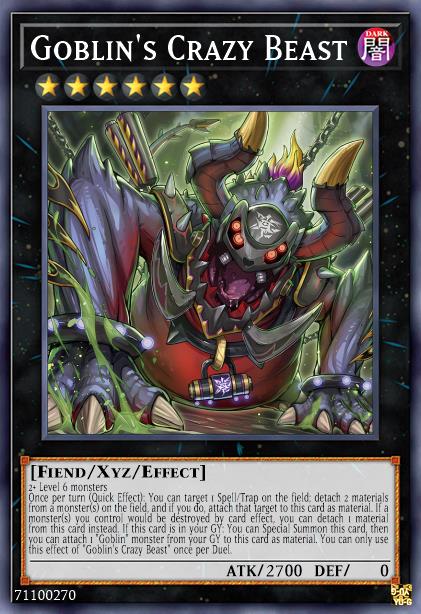 GOBLIN'S CRAZY BEAST
DARK
闇
[FIEND/XYZ/EFFECT]
2+ Level 6 monsters
Once per turn (Quick Effect): You can target 1 Spell/Trap on the field; detach 2 materials
from a monster(s) on the field, and if you do, attach that target to this card as material. If a
monster(s) you control would be destroyed by card effect, you can detach 1 material
from this card instead. If this card is in your GY: You can Special Summon this card, then
you can attach 1 "Goblin" monster from your GY to this card as material. You can only use
this effect of "Goblin's Crazy Beast" once per Duel.
ATK/2700 DEF/ 0
71100270